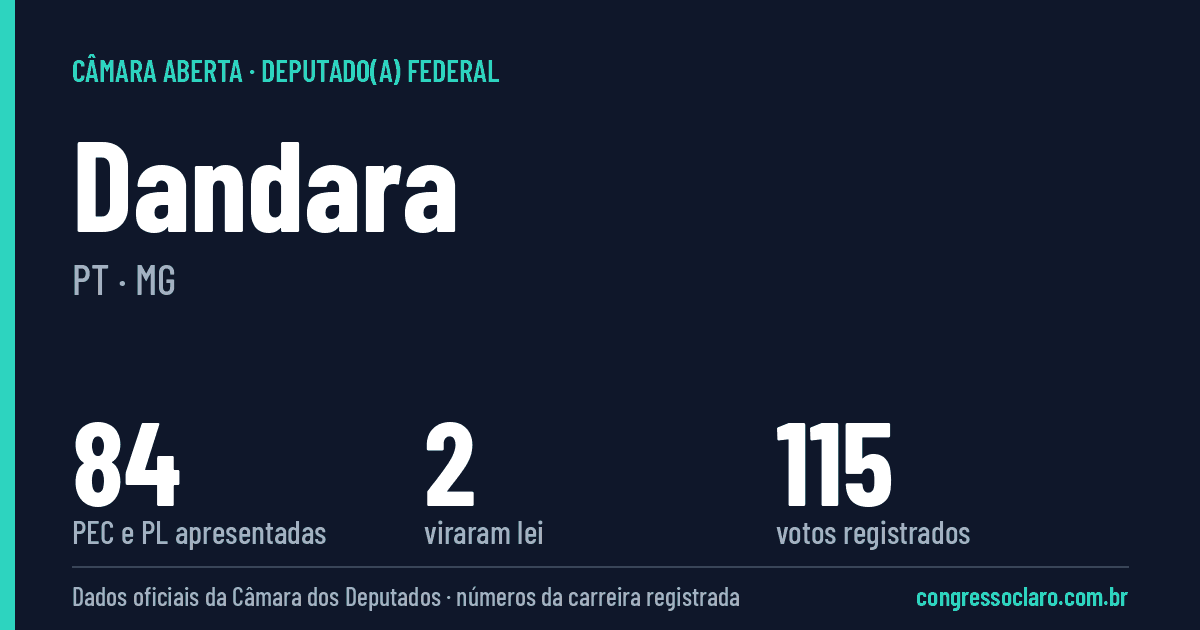 CÂMARA ABERTA · DEPUTADO(A) FEDERAL
Dandara
PT · MG
84
PEC e PL apresentadas
2
viraram lei
115
votos registrados
Dados oficiais da Câmara dos Deputados · números da carreira registrada
congressoclaro.com.br